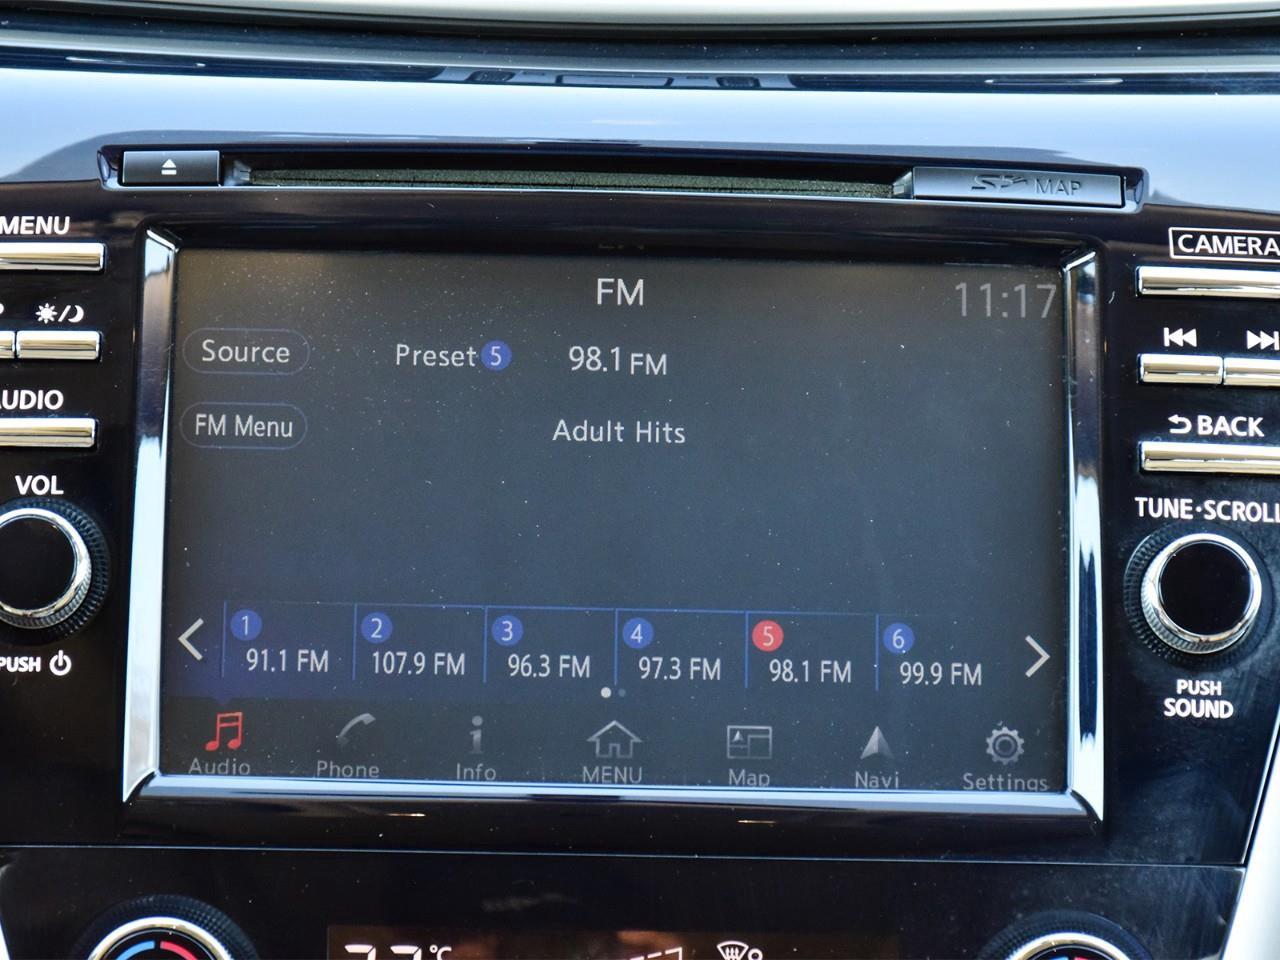 MAP
MENU
CAMERA
FM
11:17
Source
Preset 5
98.1 FM
FM Menu
Adult Hits
AUDIO
BACK
VOL
TUNE·SCROLL
1
2
3
4
5
6
91.1 FM
107.9 FM
96.3 FM
97.3 FM
98.1 FM
99.9 FM
PUSH
PUSH
SOUND
Audio
Phone
Info
MENU
Map
Navi
Settings
°C